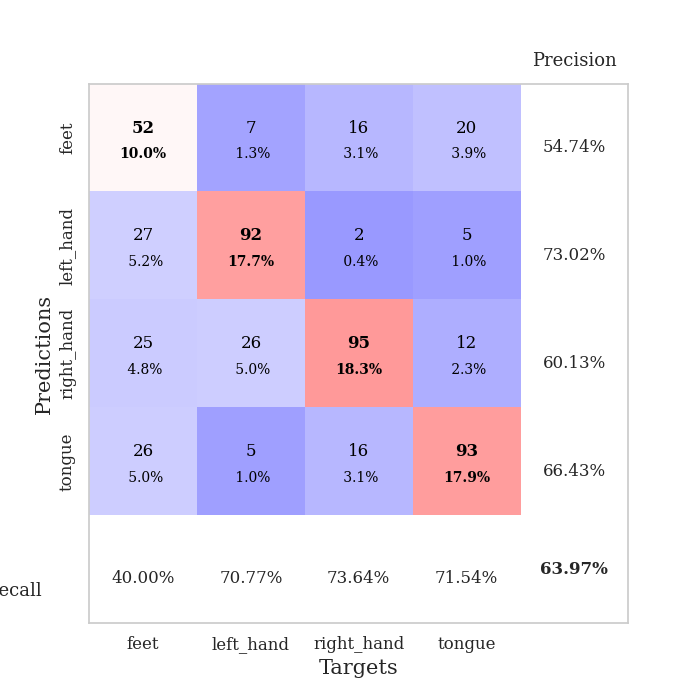 Precision
feet 52 7 16 20 54.74%
10.0% 1.3% 3.1% 3.9%
left_hand 27 92 2 5 73.02%
5.2% 17.7% 0.4% 1.0%
right_hand 25 26 95 12 60.13%
4.8% 5.0% 18.3% 2.3%
tongue 26 5 16 93 66.43%
5.0% 1.0% 3.1% 17.9%
Predictions
ecall 40.00% 70.77% 73.64% 71.54% 63.97%
feet left_hand right_hand tongue
Targets